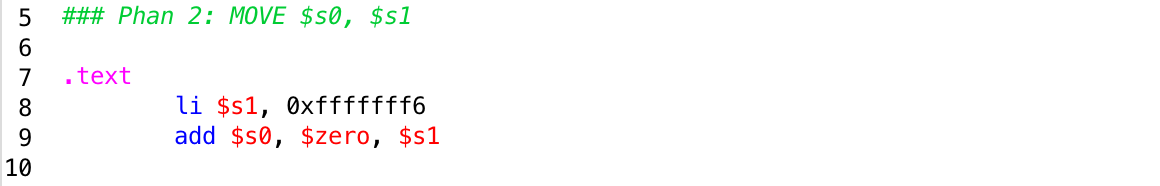 5 ### Phan 2: MOVE $s0, $s1
6
7 .text
8 li $s1, 0xfffffff6
9 add $s0, $zero, $s1
10